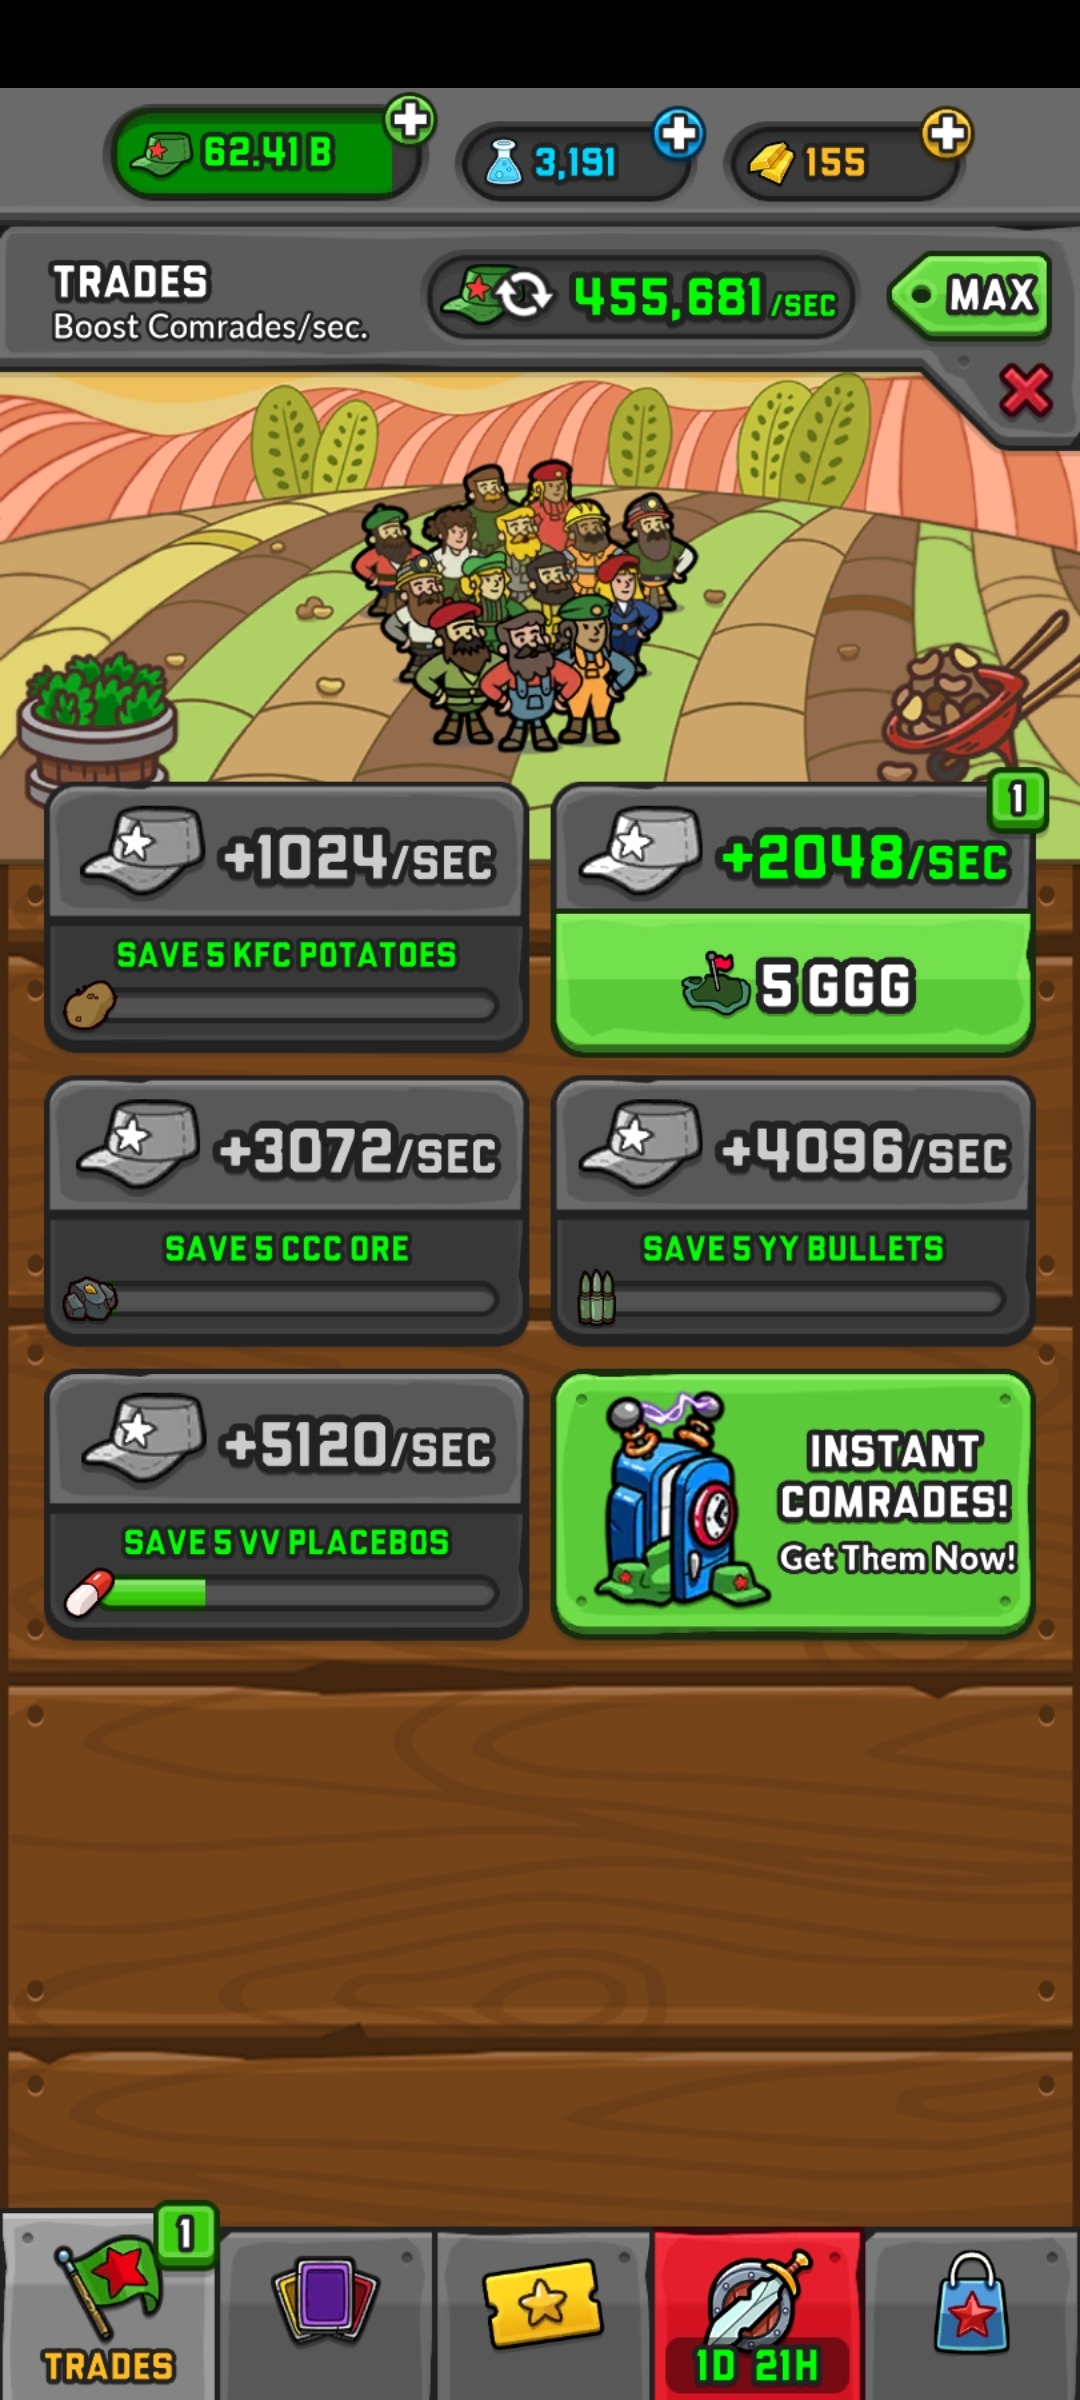 62.41 B
3,191
155
TRADES
Boost Comrades/sec.
455,681/SEC
MAX
+1024/SEC
SAVE 5 KFC POTATOES
1
+2048/SEC
5 GGG
+3072/SEC
SAVE 5 CCC ORE
+4096/SEC
SAVE 5 YY BULLETS
+5120/SEC
SAVE 5 VV PLACEBOS
INSTANT
COMRADES!
Get Them Now!
1
TRADES
1D 21H